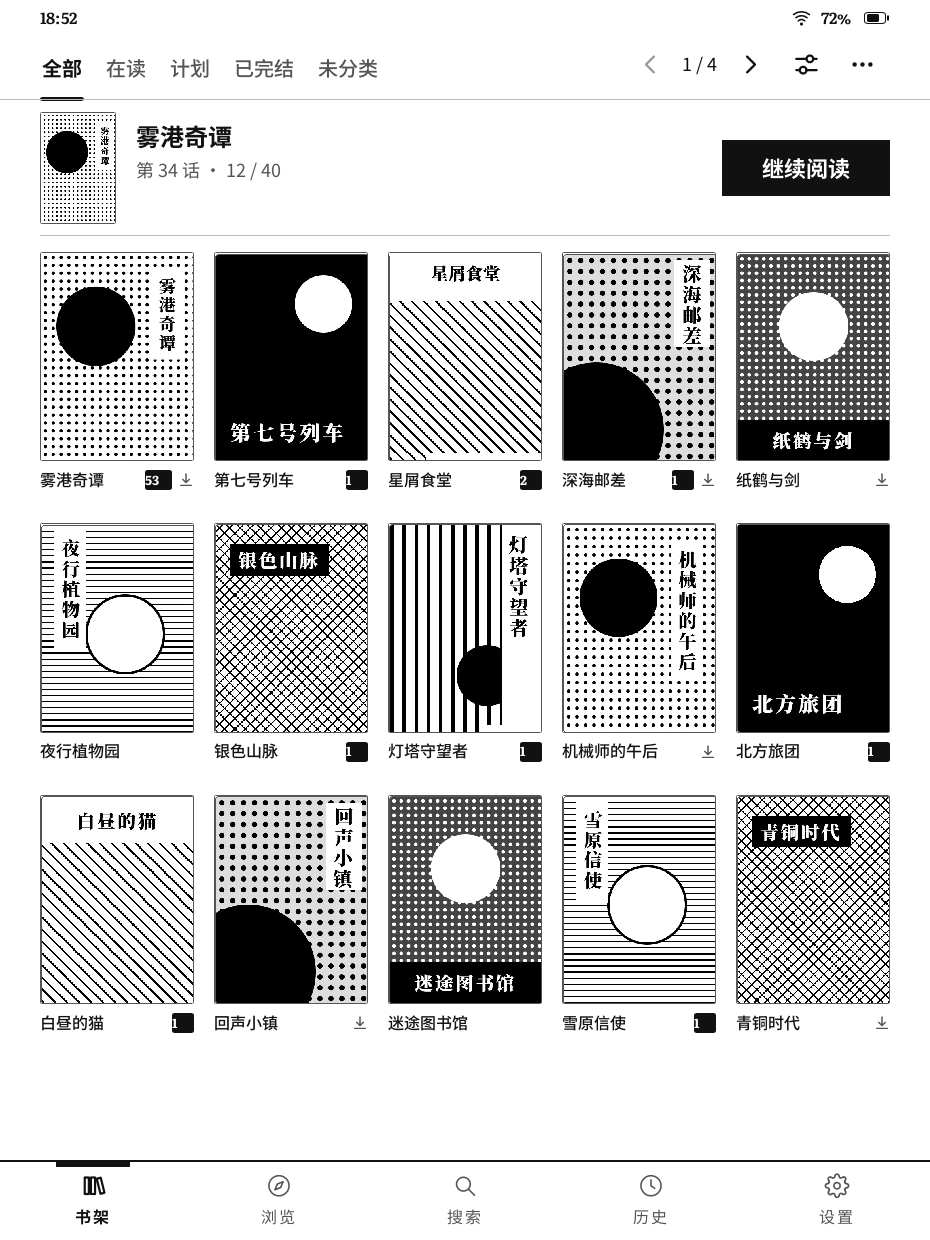 18:52
72%
全部 在读 计划 已完结 未分类
1 / 4
雾港奇谭
雾港奇谭
第 34 话 · 12 / 40
继续阅读
雾港奇谭
第七号列车
星屑食堂
深海邮差
纸鹤与剑
雾港奇谭 53
第七号列车 1
星屑食堂 2
深海邮差 1
纸鹤与剑
夜行植物园
银色山脉
灯塔守望者
机械师的午后
北方旅团
夜行植物园
银色山脉 1
灯塔守望者 1
机械师的午后
北方旅团 1
白昼的猫
回声小镇
迷途图书馆
雪原信使
青铜时代
白昼的猫 1
回声小镇
迷途图书馆
雪原信使 1
青铜时代
书架 浏览 搜索 历史 设置